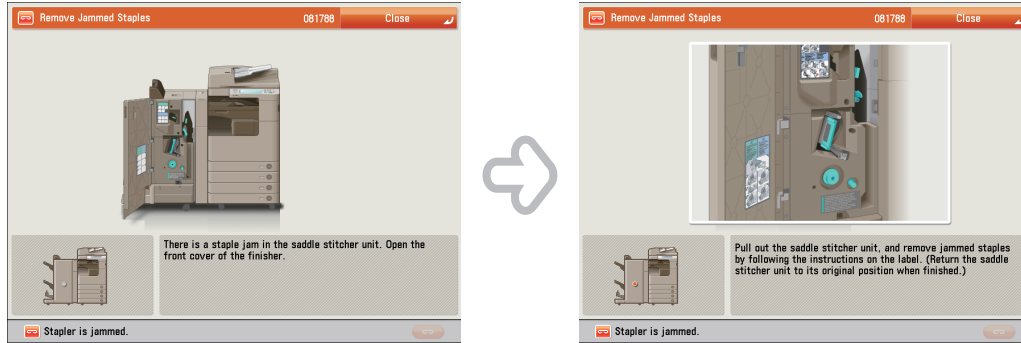 Remove Jammed Staples 081788 Close
There is a staple jam in the saddle stitcher unit. Open the
front cover of the finisher.
Stapler is jammed.
Remove Jammed Staples 081788 Close
Pull out the saddle stitcher unit, and remove jammed staples
by following the instructions on the label. (Return the saddle
stitcher unit to its original position when finished.)
Stapler is jammed.